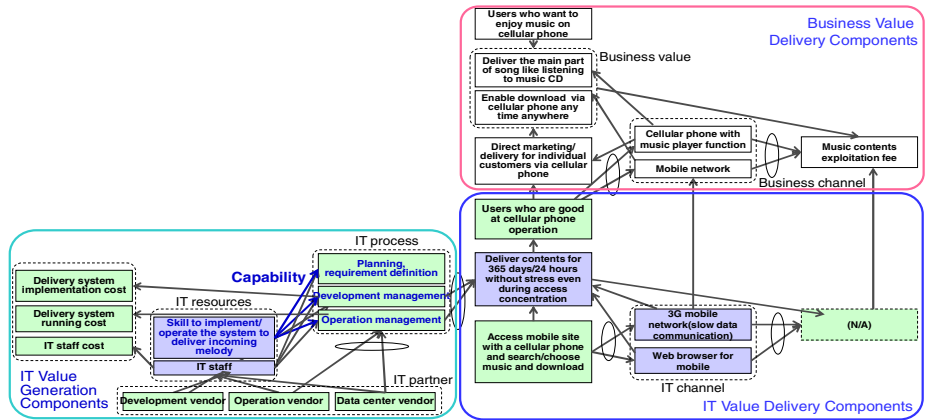 Users who want to
enjoy music on
cellular phone
Business Value
Delivery Components
Business value
Deliver the main part
of song like listening
to music CD
Enable download via
cellular phone any
time anywhere
Cellular phone with
music player function
Mobile network
Direct marketing/
delivery for individual
customers via cellular
phone
Music contents
exploitation fee
Business channel
Users who are good
at cellular phone
operation
IT process
Capability
Planning,
requirement definition
Development management
Operation management
Deliver contents for
365 days/24 hours
without stress even
during access
concentration
Delivery system
implementation cost
Delivery system
running cost
IT staff cost
IT resources
Skill to implement/
operate the system to
deliver incoming
melody
IT staff
3G mobile
network(slow data
communication)
Web browser for
mobile
(N/A)
Access mobile site
with a cellular phone
and search/choose
music and download
IT channel
IT Value
Generation
Components
IT partner
Development vendor
Operation vendor
Data center vendor
IT Value Delivery Components